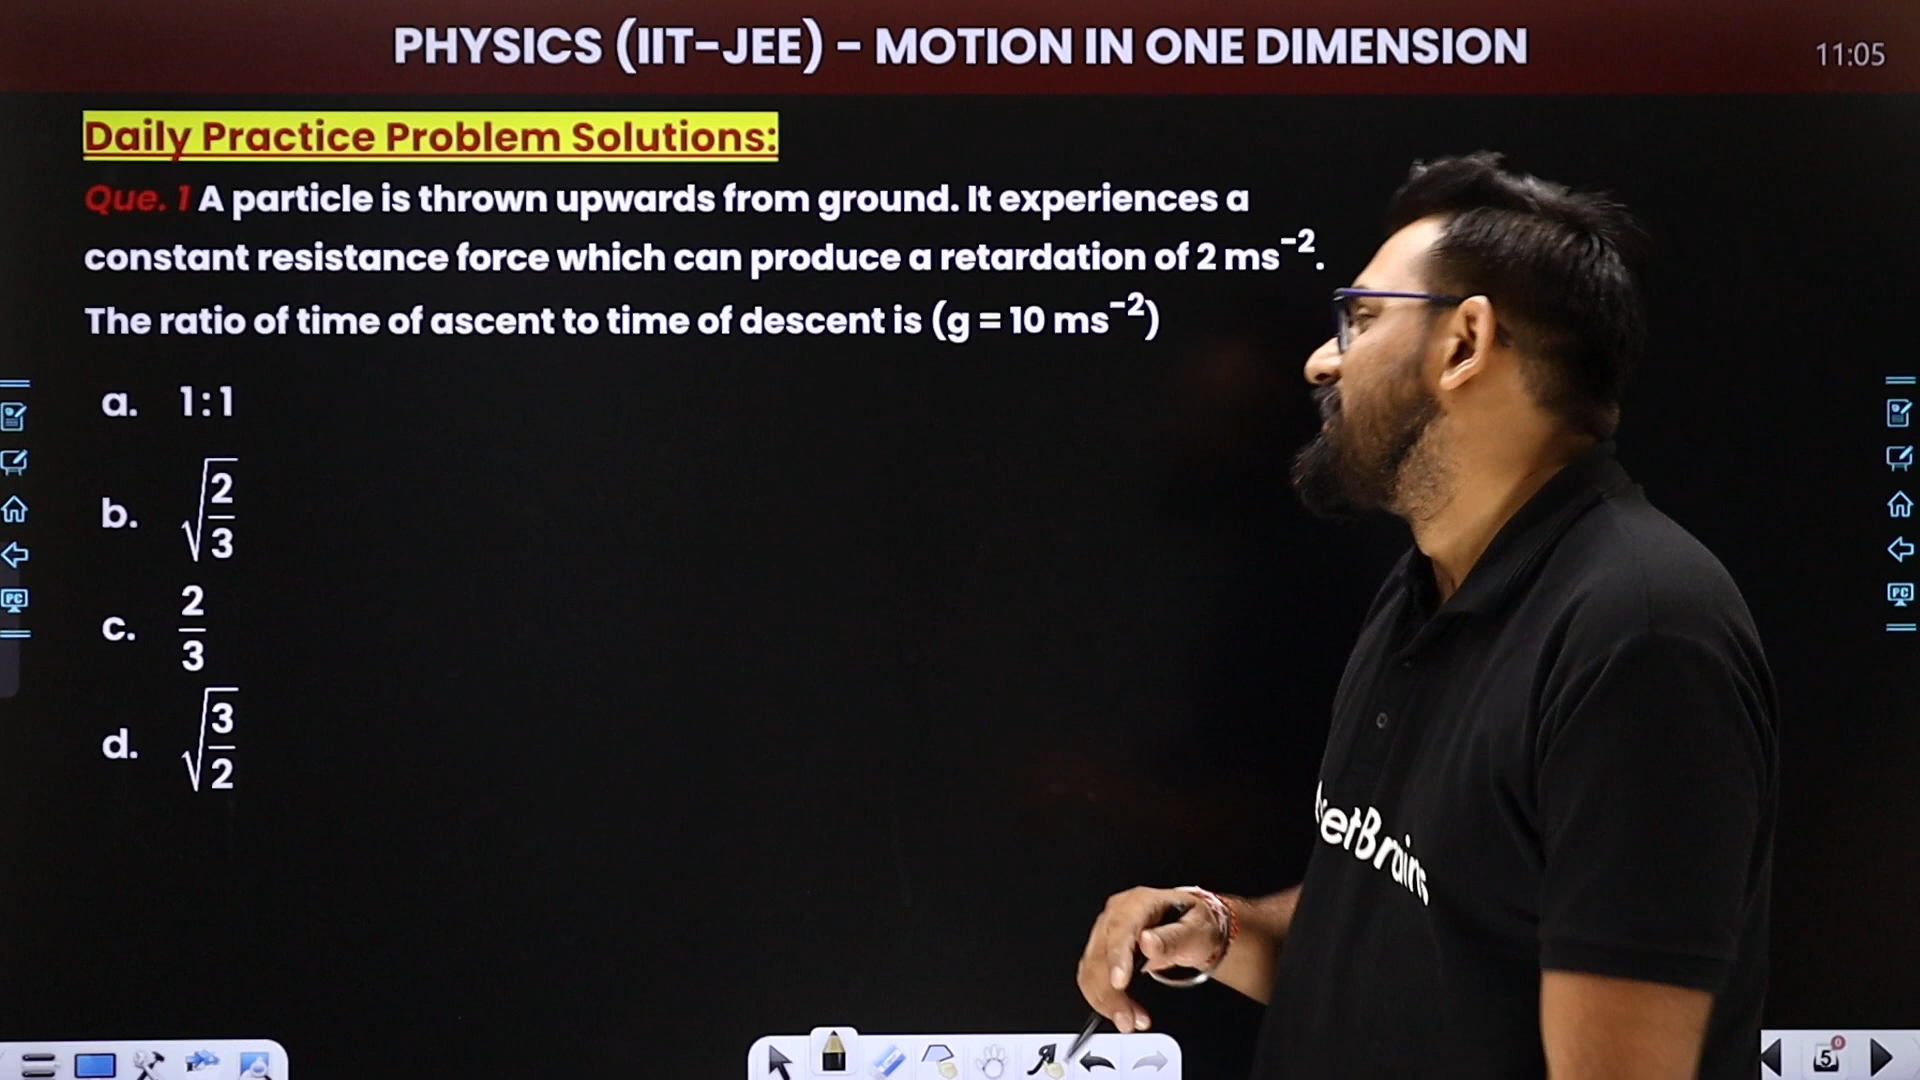 PHYSICS (IIT-JEE) - MOTION IN ONE DIMENSION
11:05
Daily Practice Problem Solutions:
Que. 1 A particle is thrown upwards from ground. It experiences a
constant resistance force which can produce a retardation of 2 ms⁻².
The ratio of time of ascent to time of descent is (g = 10 ms⁻²)
a. 1:1
b. √(2/3)
c. 2/3
d. √(3/2)
etBrains
PC
PC
5
0